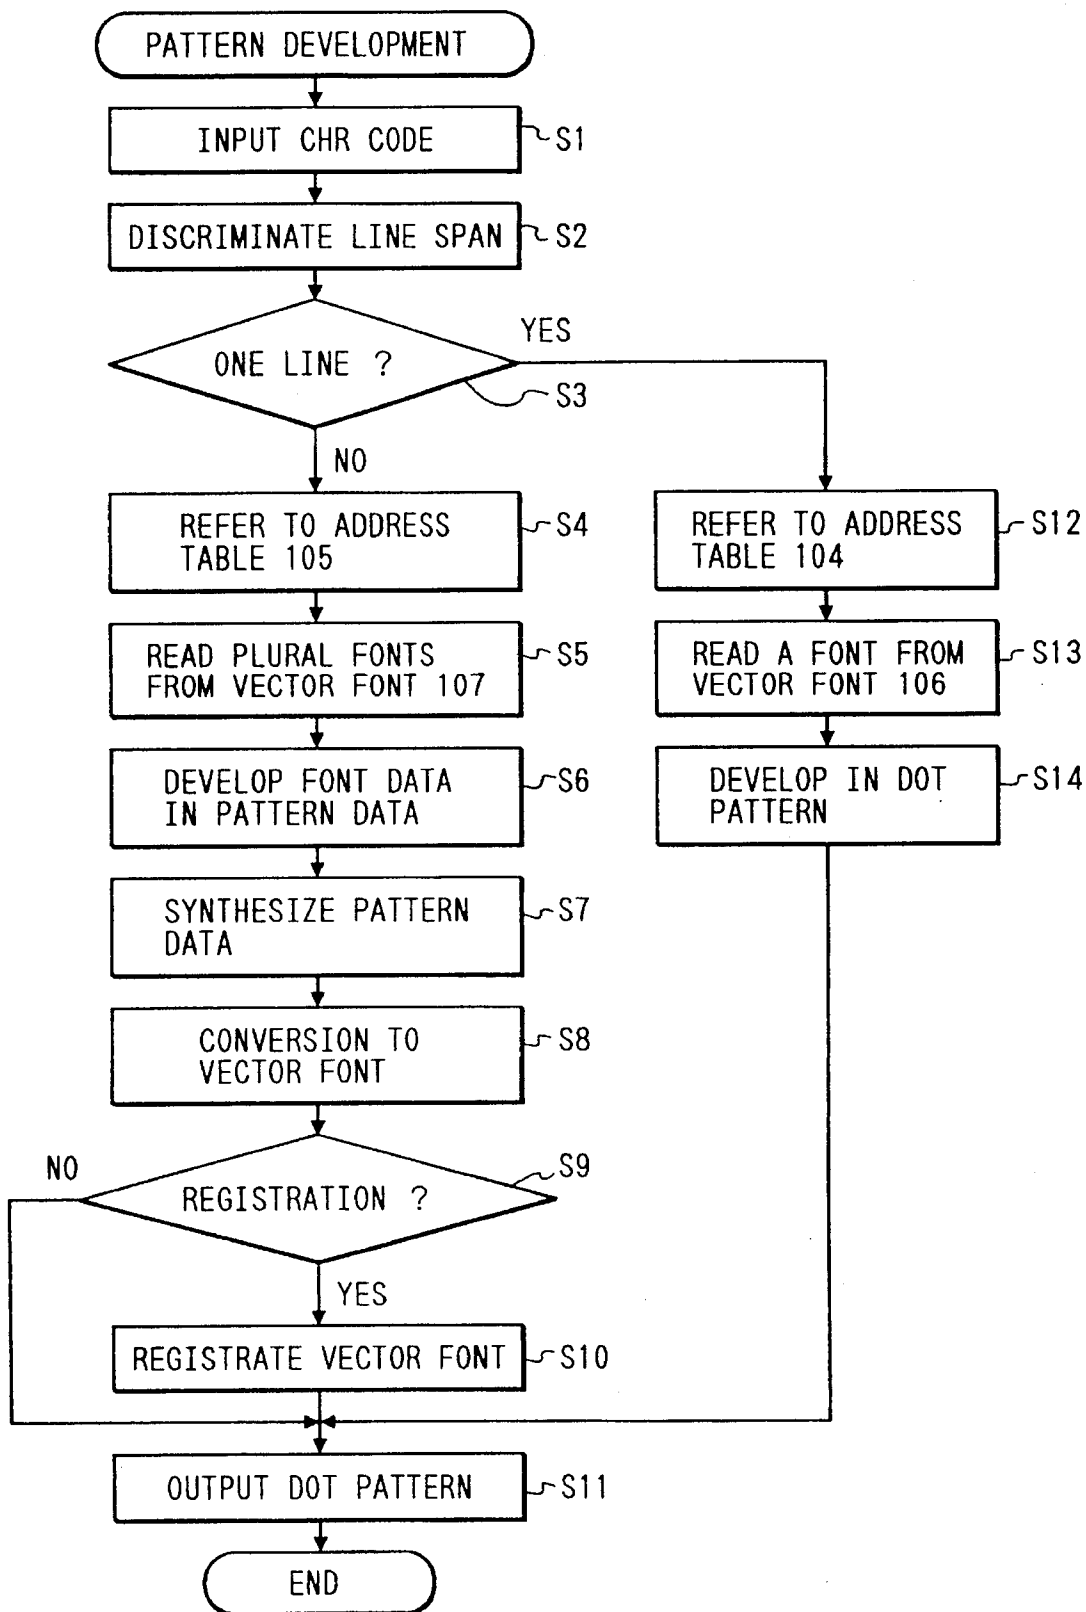 PATTERN DEVELOPMENT
INPUT CHR CODE
S1
DISCRIMINATE LINE SPAN
S2
ONE LINE ?
S3
YES
NO
REFER TO ADDRESS
TABLE 105
S4
READ PLURAL FONTS
FROM VECTOR FONT 107
S5
DEVELOP FONT DATA
IN PATTERN DATA
S6
SYNTHESIZE PATTERN
DATA
S7
CONVERSION TO
VECTOR FONT
S8
REGISTRATION ?
S9
NO
YES
REGISTRATE VECTOR FONT
S10
REFER TO ADDRESS
TABLE 104
S12
READ A FONT FROM
VECTOR FONT 106
S13
DEVELOP IN DOT
PATTERN
S14
OUTPUT DOT PATTERN
S11
END